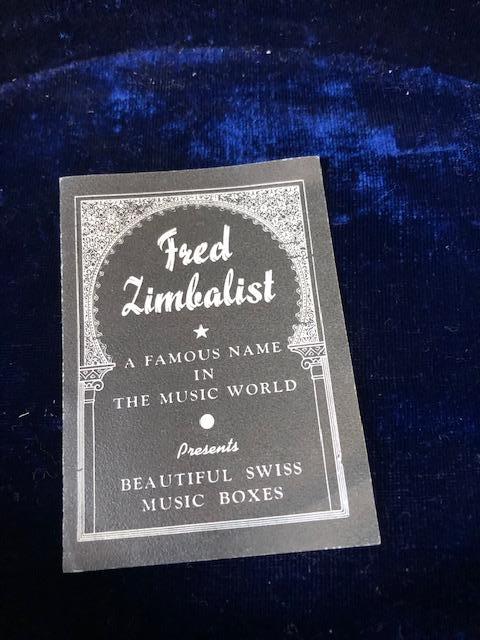 Fred
Zimbalist
A FAMOUS NAME
IN
THE MUSIC WORLD
Presents
BEAUTIFUL SWISS
MUSIC BOXES